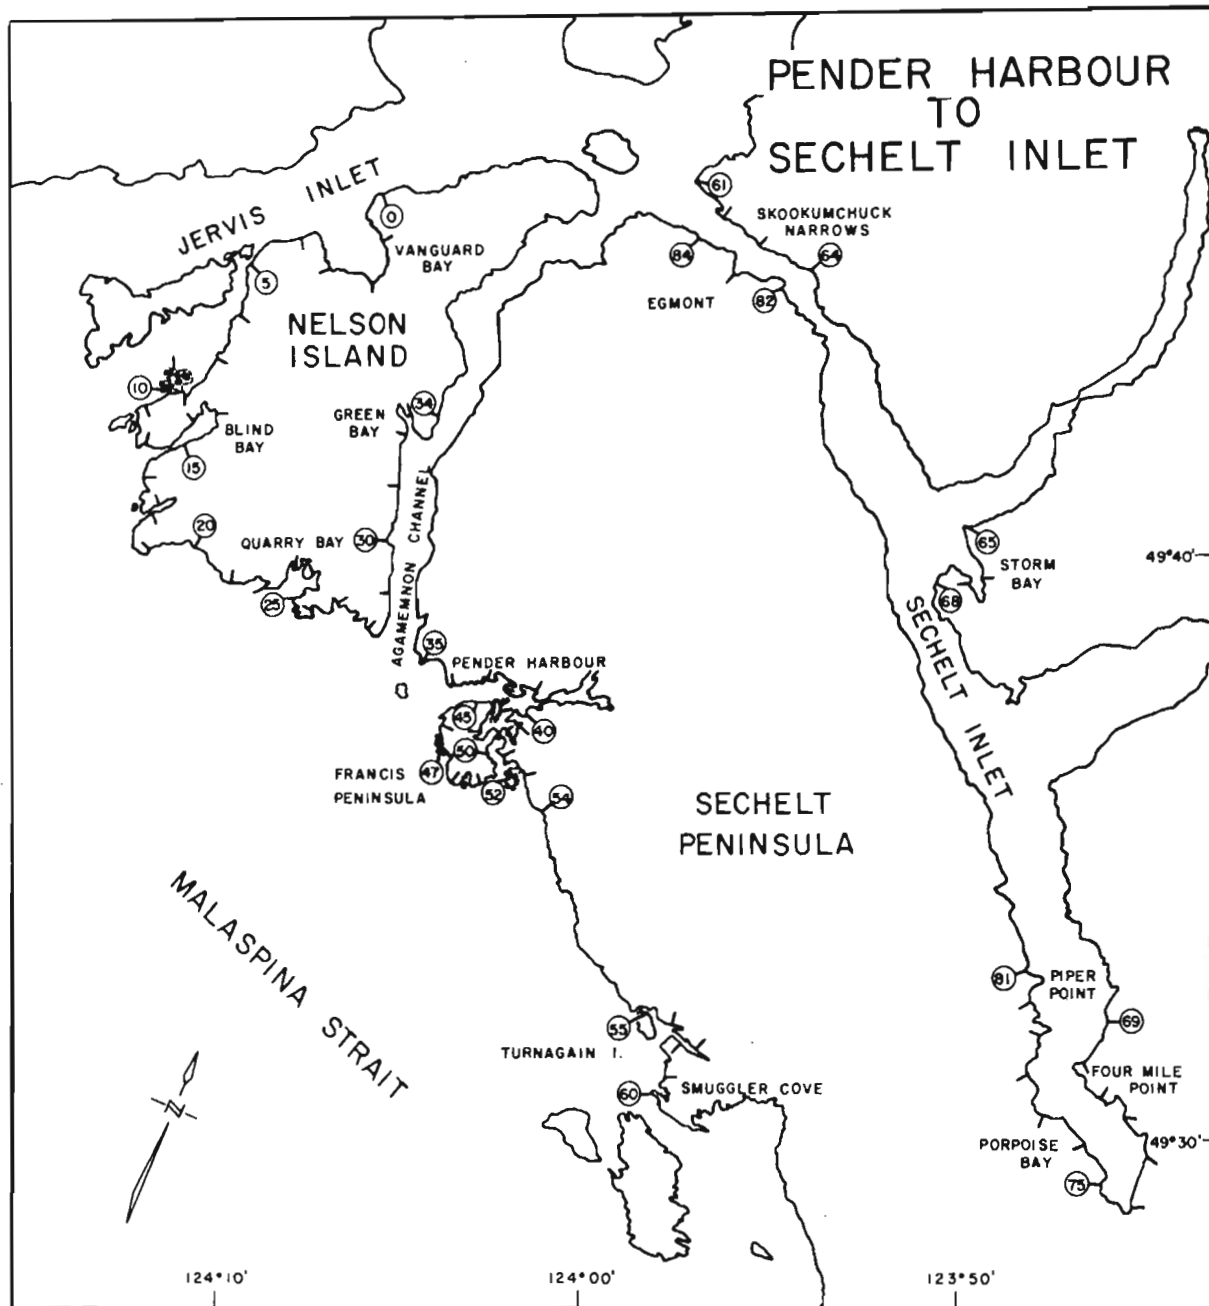 PENDER HARBOUR
TO
SECHELT INLET
JERVIS INLET
61
0
SKOOKUMCHUCK
NARROWS
VANGUARD
BAY
84
64
5
EGMONT
82
NELSON
ISLAND
10
34
GREEN
BAY
BLIND
BAY
15
AGAMEMNON CHANNEL
20
QUARRY BAY
30
65
49°40'
STORM
BAY
25
68
SECHELT INLET
35
PENDER HARBOUR
45
40
50
47
FRANCIS
PENINSULA
52
54
SECHELT
PENINSULA
MALASPINA STRAIT
81
PIPER
POINT
55
69
TURNAGAIN I.
N
60
SMUGGLER COVE
FOUR MILE
POINT
PORPOISE
BAY
49°30'
75
124°10'
124°00'
123°50'